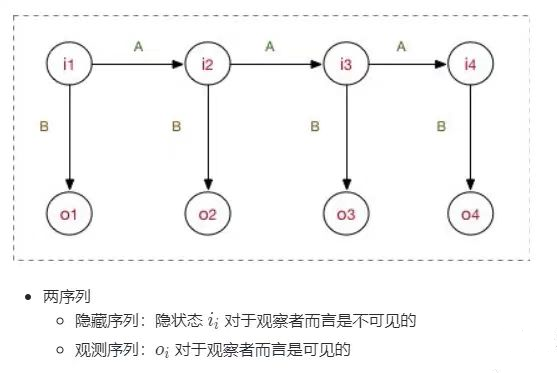 A A A
i1 i2 i3 i4
B B B B
o1 o2 o3 o4
两序列
隐藏序列：隐状态 i_i 对于观察者而言是不可见的
观测序列：o_i 对于观察者而言是可见的